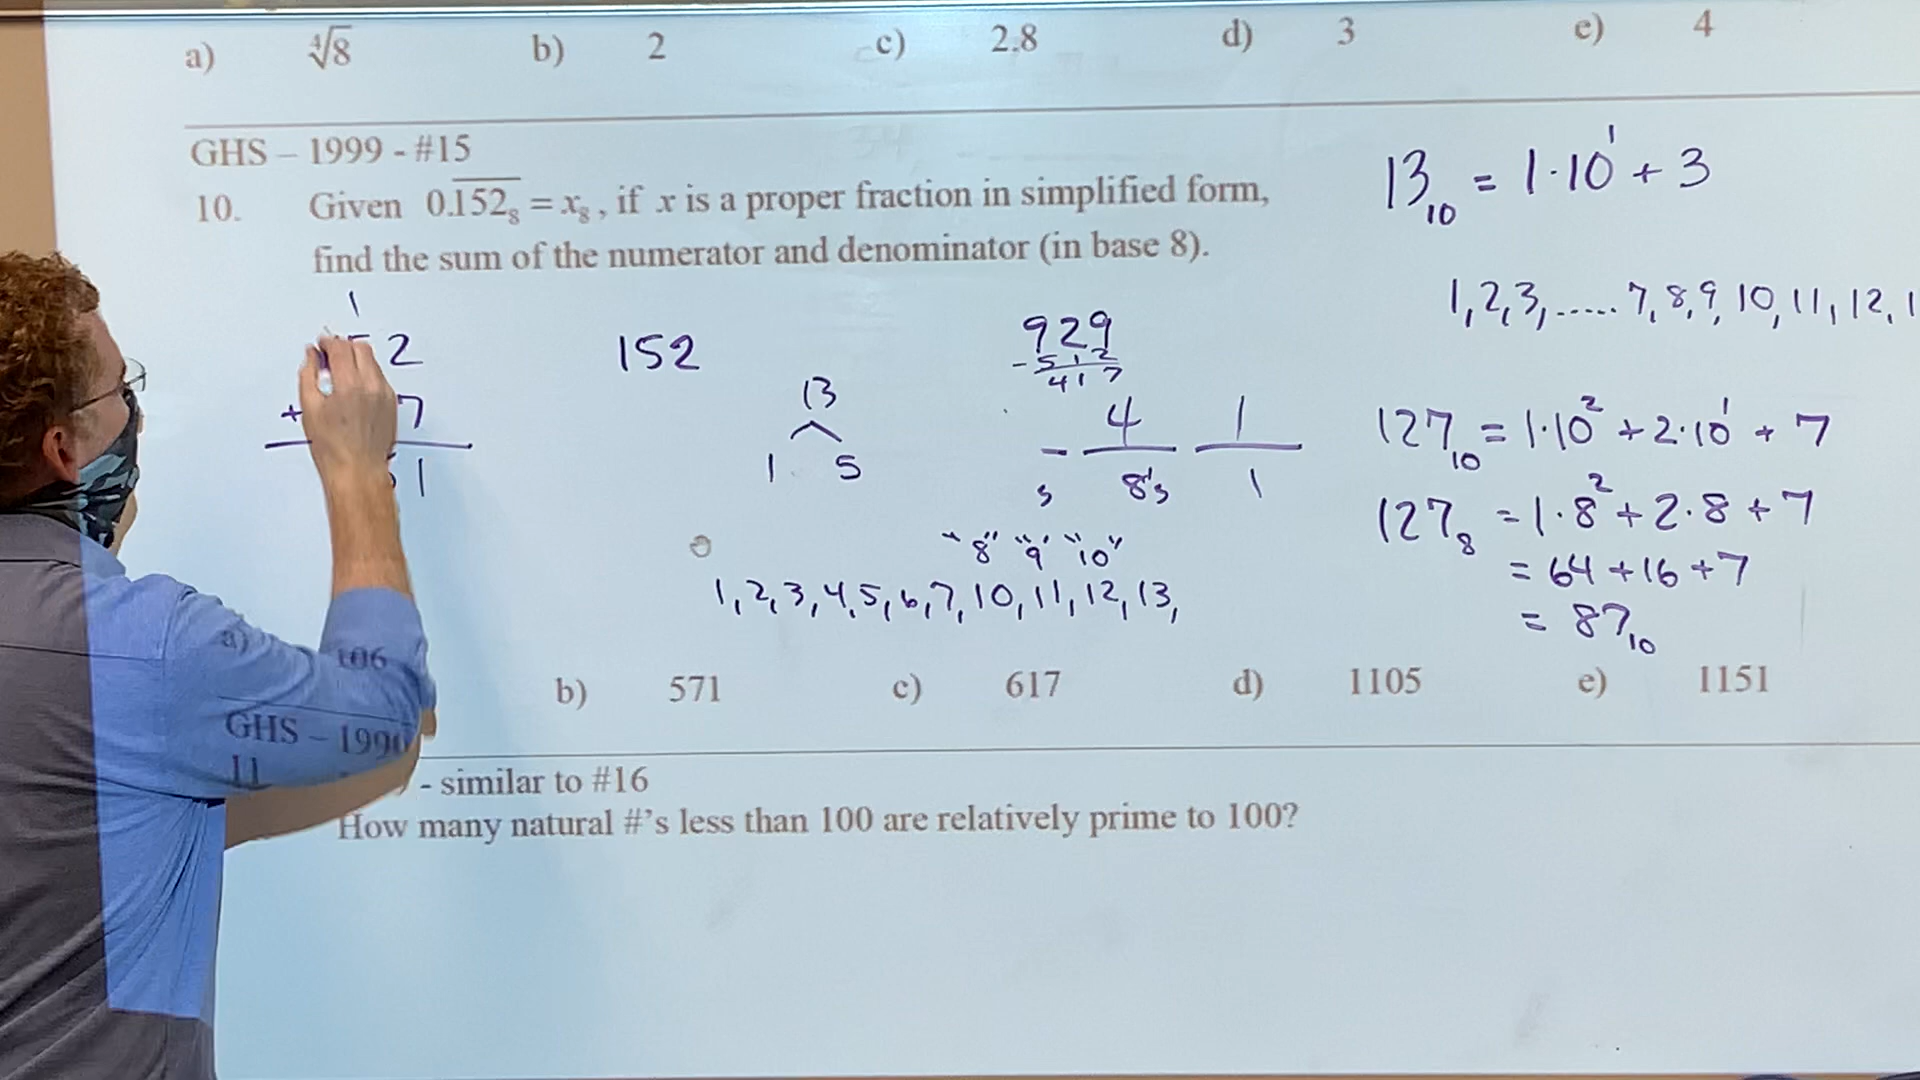 a) ∜8 b) 2 c) 2.8 d) 3 e) 4
GHS – 1999 - #15
10. Given 0.152₈ = x₈, if x is a proper fraction in simplified form,
find the sum of the numerator and denominator (in base 8).
13₁₀ = 1·10¹ + 3
1,2,3,..... 7,8,9,10,11,12,1
1
2
+ 7
1
152
13
1 5
929
- 512
417
4 1
8's 1
127₁₀ = 1·10² + 2·10¹ + 7
127₈ = 1·8² + 2·8 + 7
= 64 + 16 + 7
= 87₁₀
"8" "9" "10"
1,2,3,4,5,6,7,10,11,12,13,
a) 106 b) 571 c) 617 d) 1105 e) 1151
GHS – 1990 - similar to #16
11 How many natural #'s less than 100 are relatively prime to 100?